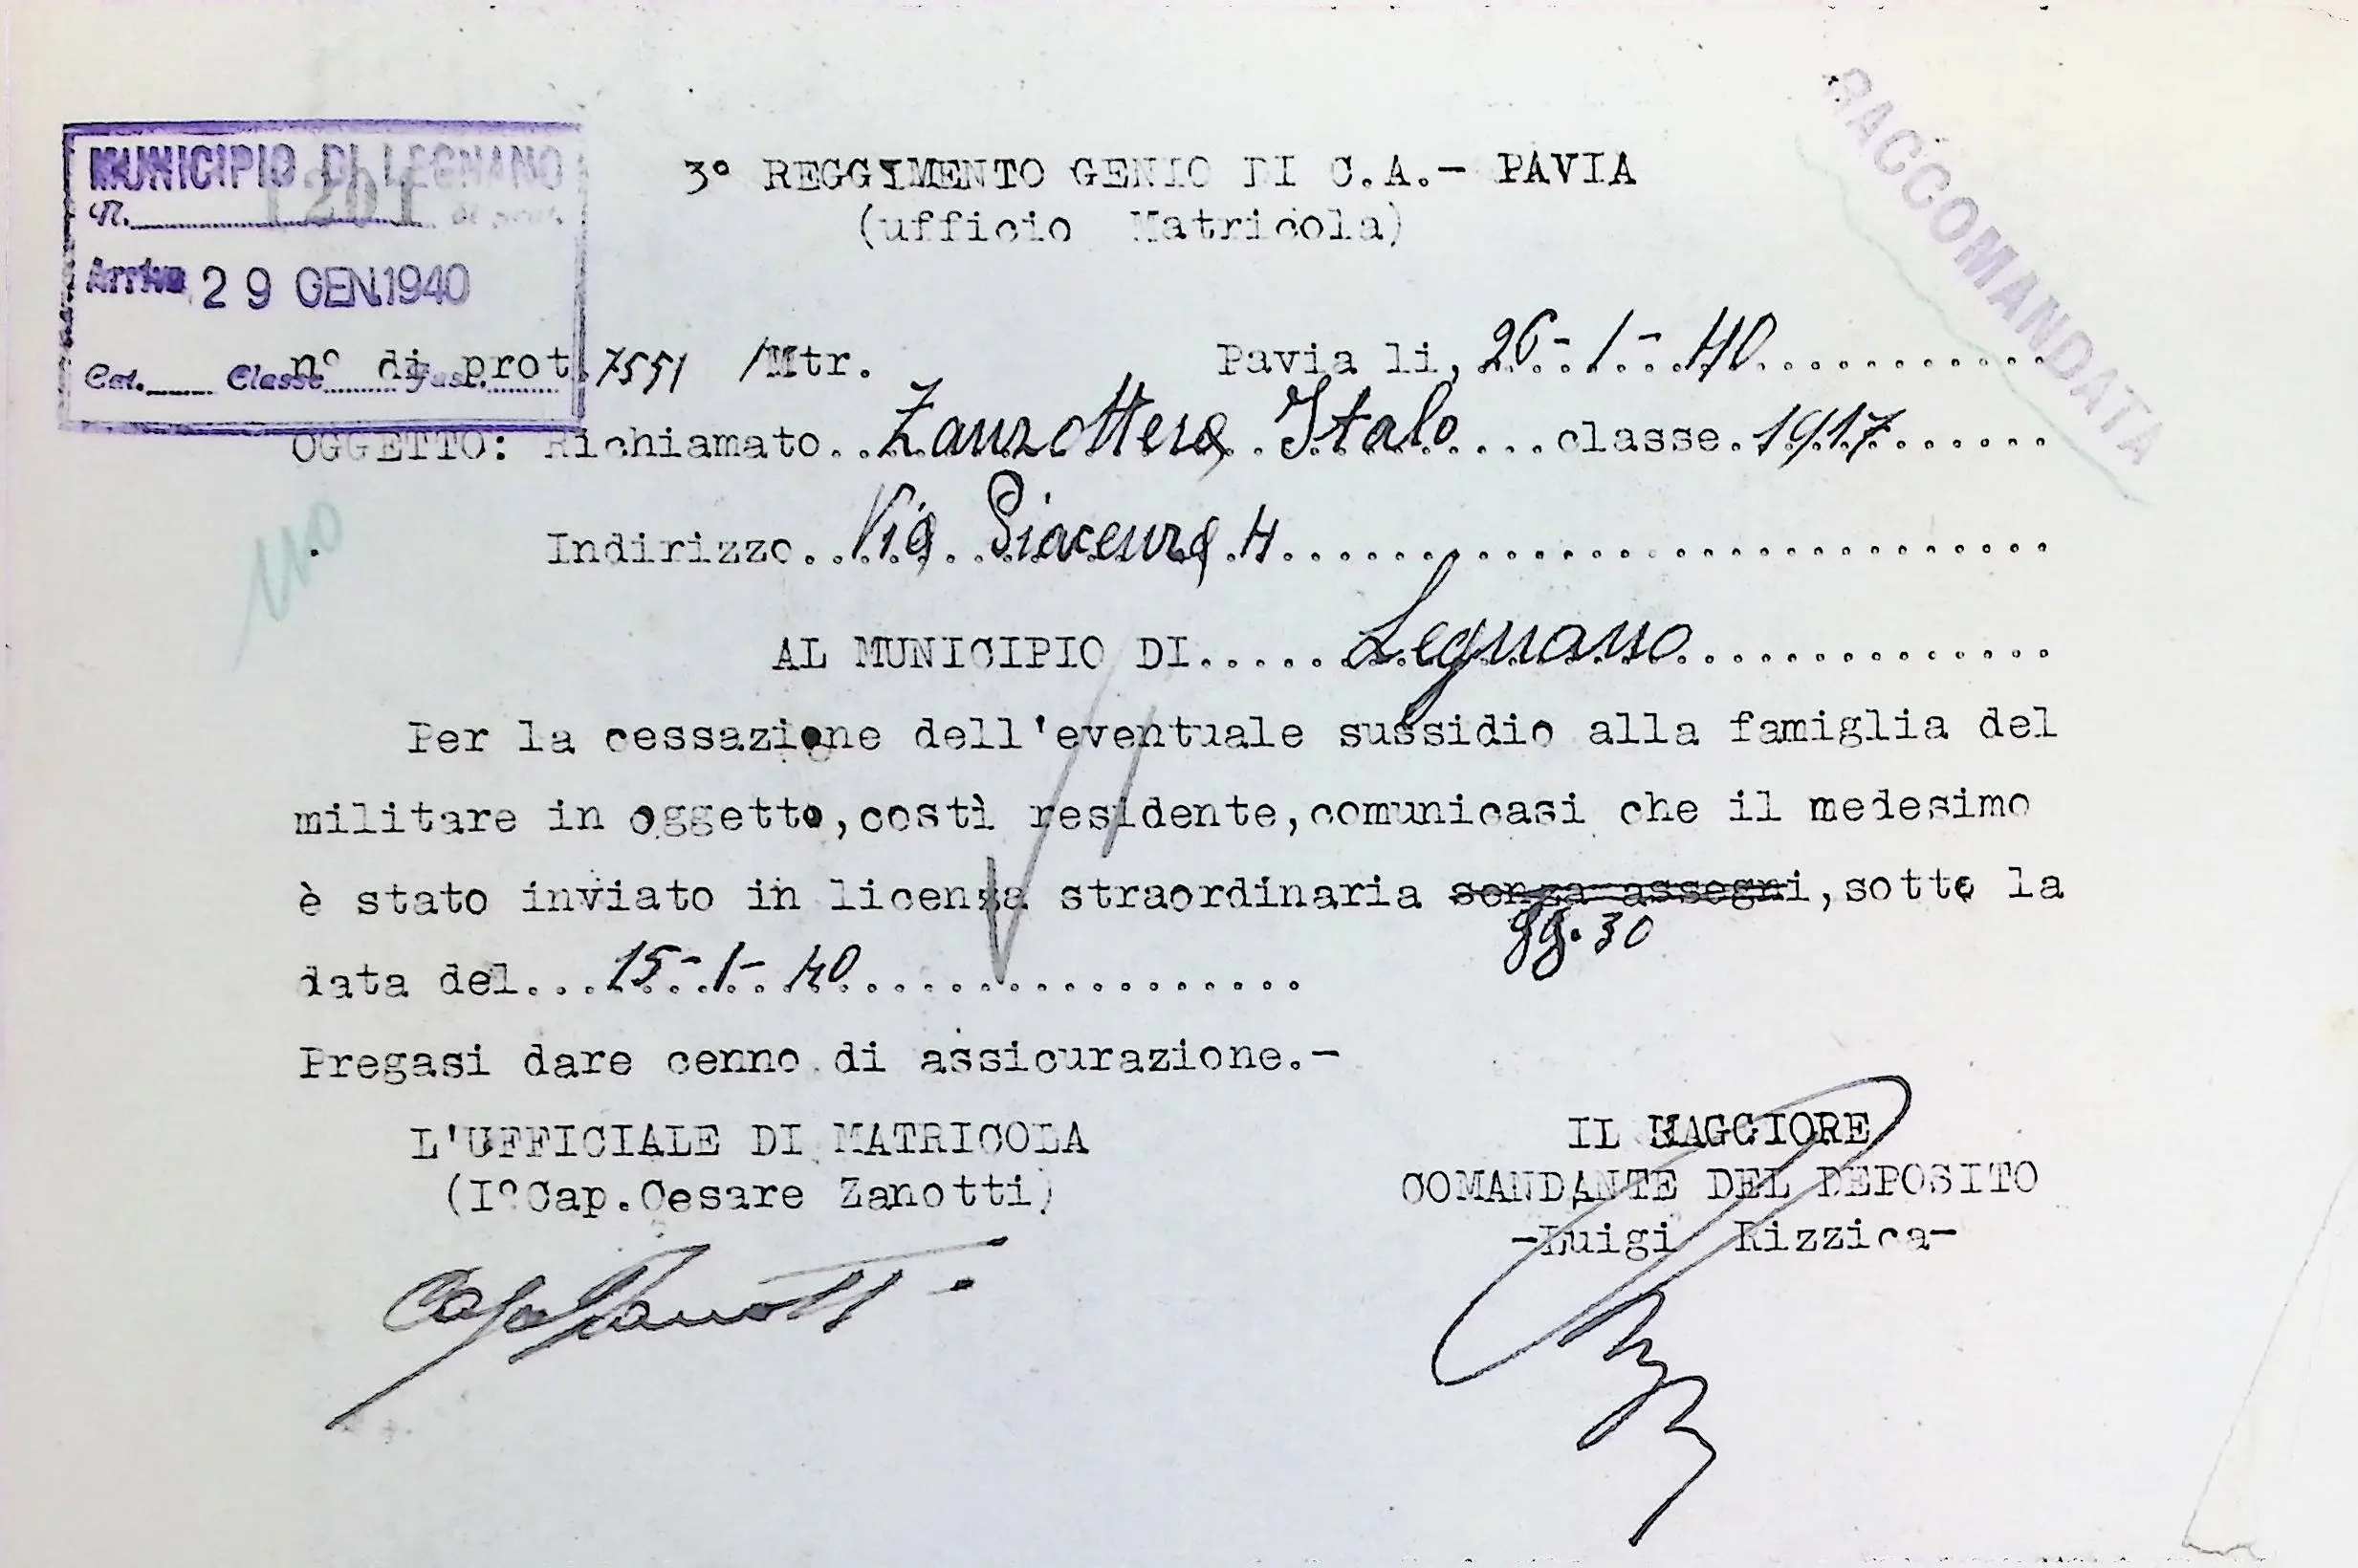 RACCOMANDATA
MUNICIPIO DI LEGNANO
N. 1201 di prot.
Arrivo 29 GEN.1940
Cat. Classe Fasc.
3° REGGIMENTO GENIO DI C.A.- PAVIA
(ufficio Matricola)
n° di prot. 7551 /Mtr. Pavia li, 26-1-40
OGGETTO: Richiamato..Zanzottera Italo....classe.1917
Indirizzo..Via Piacenza 4
AL MUNICIPIO DI.....Legnano
Per la cessazione dell'eventuale sussidio alla famiglia del
militare in oggetto,costì residente,comunicasi che il medesimo
è stato inviato in licenza straordinaria senza assegni,sotto la
gg. 30
data del...15-1-40
Pregasi dare cenno di assicurazione.-
L'UFFICIALE DI MATRICOLA
(I°Cap.Cesare Zanotti)
Cap Zanotti
IL MAGGIORE
COMANDANTE DEL DEPOSITO
-Luigi Rizzica-